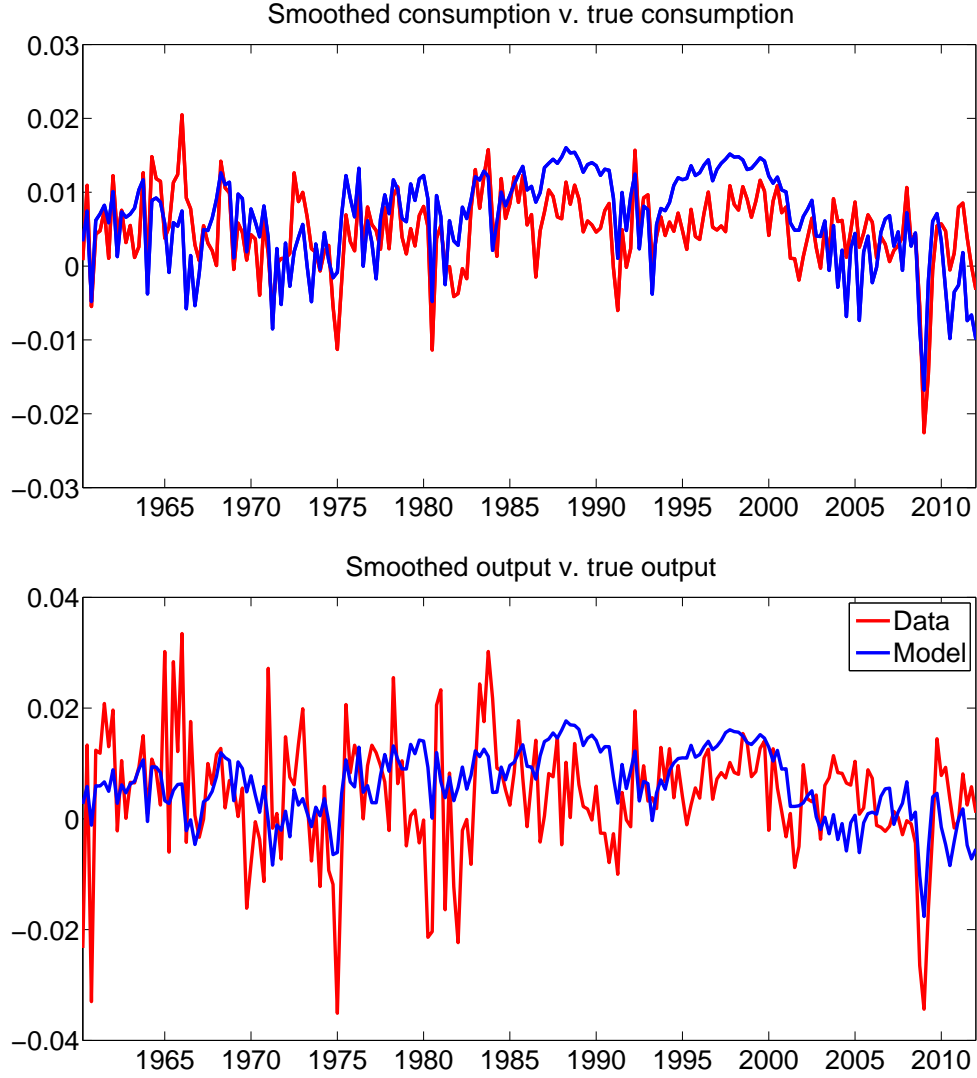 Smoothed consumption v. true consumption
0.03
0.02
0.01
0
−0.01
−0.02
−0.03
1965 1970 1975 1980 1985 1990 1995 2000 2005 2010
Smoothed output v. true output
0.04
0.02
0
−0.02
−0.04
Data
Model
1965 1970 1975 1980 1985 1990 1995 2000 2005 2010